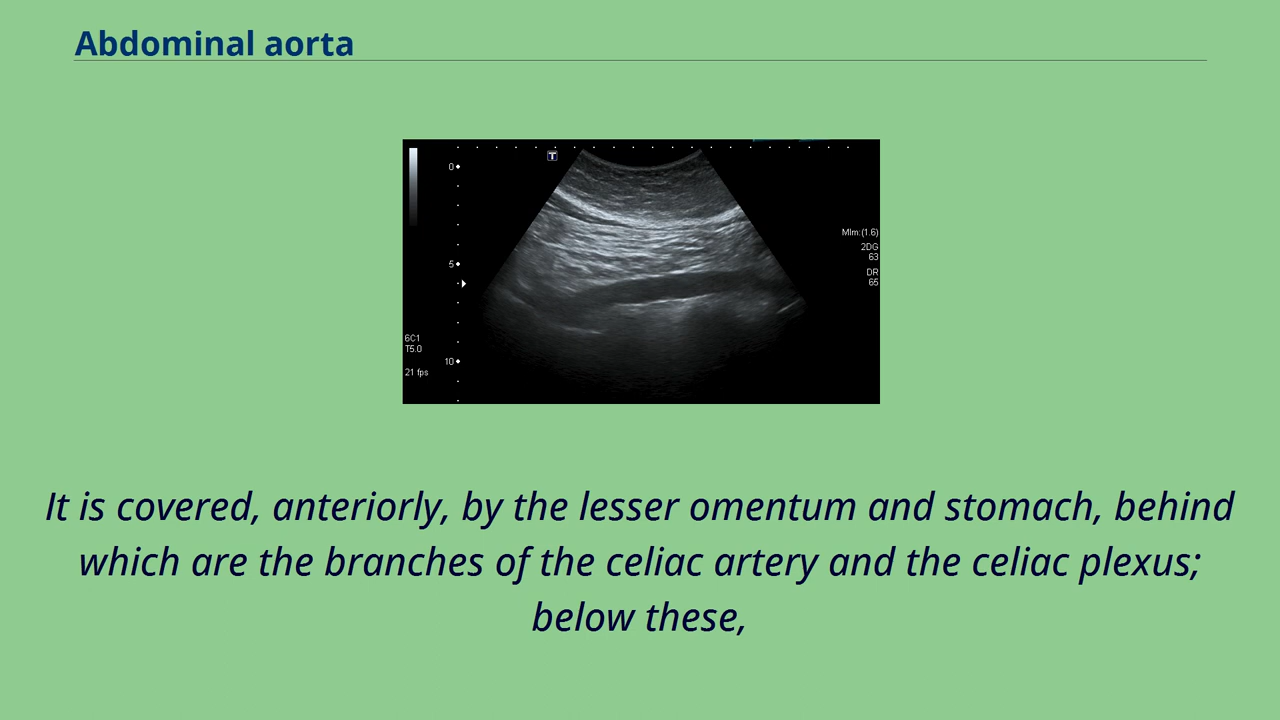 Abdominal aorta
T
0
MIm:(1.6)
2DG
63
5
DR
65
6C1
T5.0
10
21 fps
It is covered, anteriorly, by the lesser omentum and stomach, behind
which are the branches of the celiac artery and the celiac plexus;
below these,